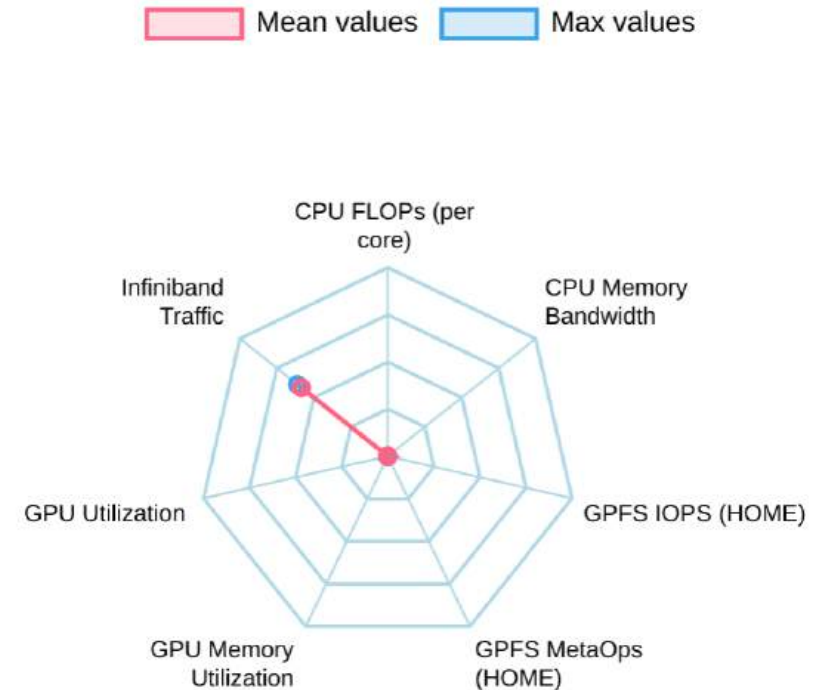 Mean values
Max values
CPU FLOPs (per
core)
Infiniband
Traffic
CPU Memory
Bandwidth
GPU Utilization
GPFS IOPS (HOME)
GPU Memory
Utilization
GPFS MetaOps
(HOME)